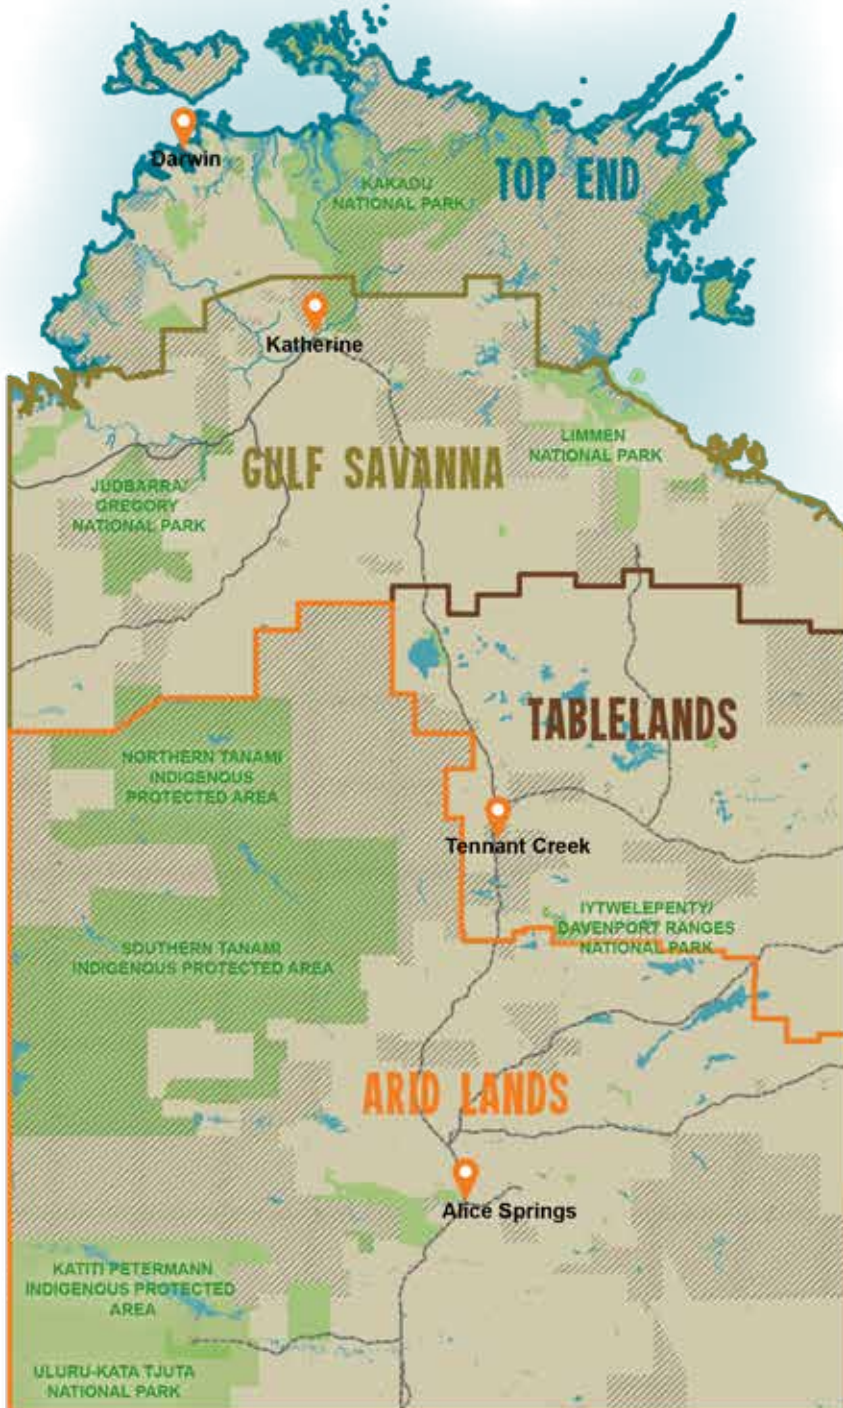 Darwin
TOP END
KAKADU
NATIONAL PARK
Katherine
GULF SAVANNA
LIMMEN
NATIONAL PARK
JUDBARRA/
GREGORY
NATIONAL PARK
TABLELANDS
NORTHERN TANAMI
INDIGENOUS
PROTECTED AREA
Tennant Creek
IYTWELEPENTY/
DAVENPORT RANGES
NATIONAL PARK
SOUTHERN TANAMI
INDIGENOUS PROTECTED AREA
ARID LANDS
Alice Springs
KATITI PETERMANN
INDIGENOUS PROTECTED
AREA
ULURU-KATA TJUTA
NATIONAL PARK